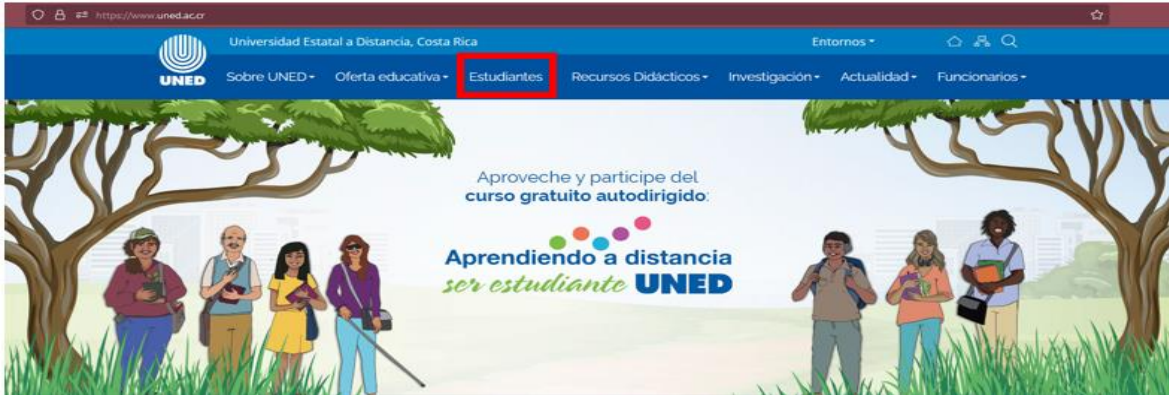 https://www.uned.ac.cr
Universidad Estatal a Distancia, Costa Rica
Entornos
UNED
Sobre UNED
Oferta educativa
Estudiantes
Recursos Didácticos
Investigación
Actualidad
Funcionarios
Aproveche y participe del
curso gratuito autodirigido:
Aprendiendo a distancia
ser estudiante UNED